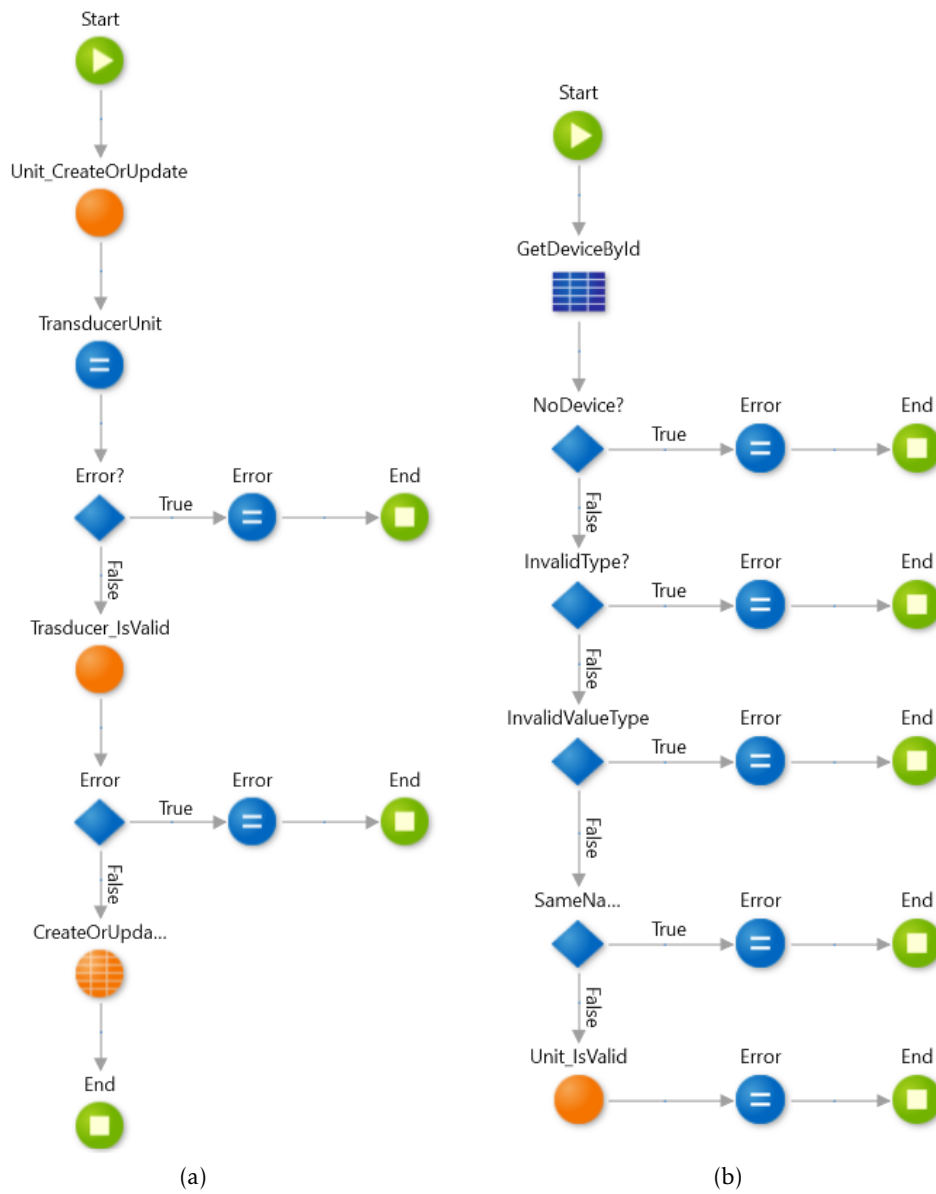 Start
Unit_CreateOrUpdate
TransducerUnit
Error?
True
Error
End
False
Trasducer_IsValid
Error
True
Error
End
False
CreateOrUpda...
End
(a)
Start
GetDeviceById
NoDevice?
True
Error
End
False
InvalidType?
True
Error
End
False
InvalidValueType
True
Error
End
False
SameNa...
True
Error
End
False
Unit_IsValid
Error
End
(b)